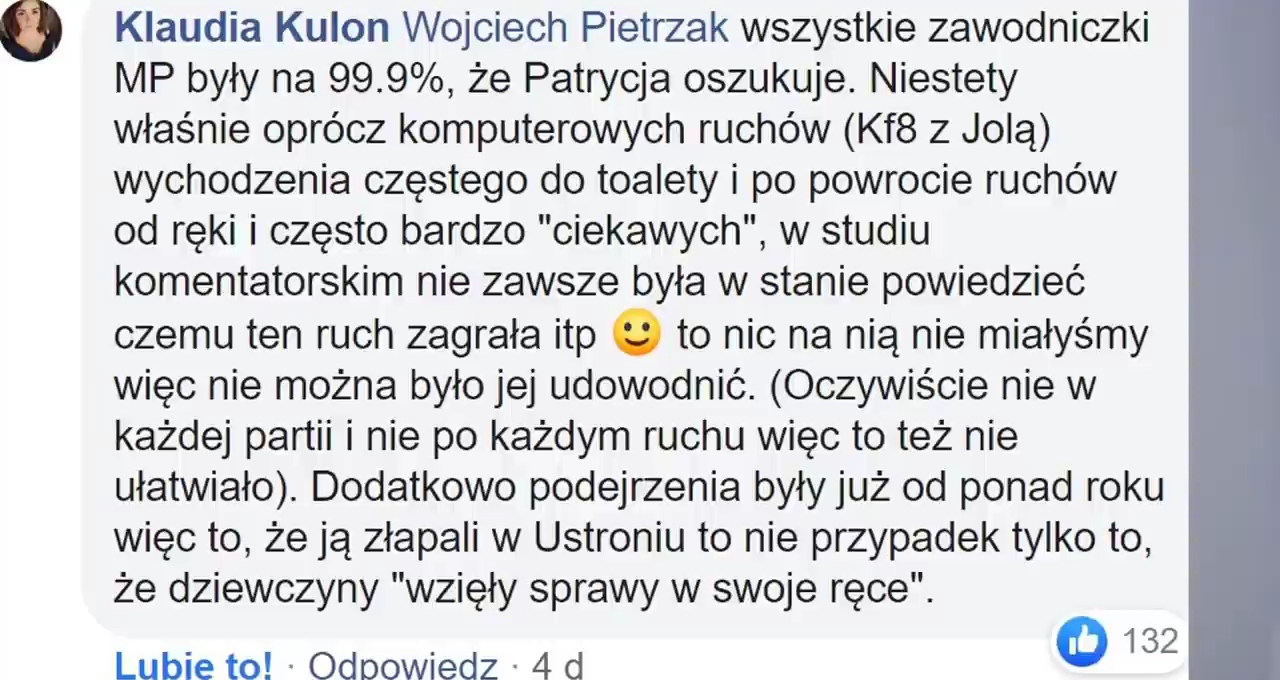 Klaudia Kulon Wojciech Pietrzak wszystkie zawodniczki
MP były na 99.9%, że Patrycja oszukuje. Niestety
właśnie oprócz komputerowych ruchów (Kf8 z Jolą)
wychodzenia częstego do toalety i po powrocie ruchów
od ręki i często bardzo "ciekawych", w studiu
komentatorskim nie zawsze była w stanie powiedzieć
czemu ten ruch zagrała itp 🙂 to nic na nią nie miałyśmy
więc nie można było jej udowodnić. (Oczywiście nie w
każdej partii i nie po każdym ruchu więc to też nie
ułatwiało). Dodatkowo podejrzenia były już od ponad roku
więc to, że ją złapali w Ustroniu to nie przypadek tylko to,
że dziewczyny "wzięły sprawy w swoje ręce".
132
Lubię to! · Odpowiedz · 4 d